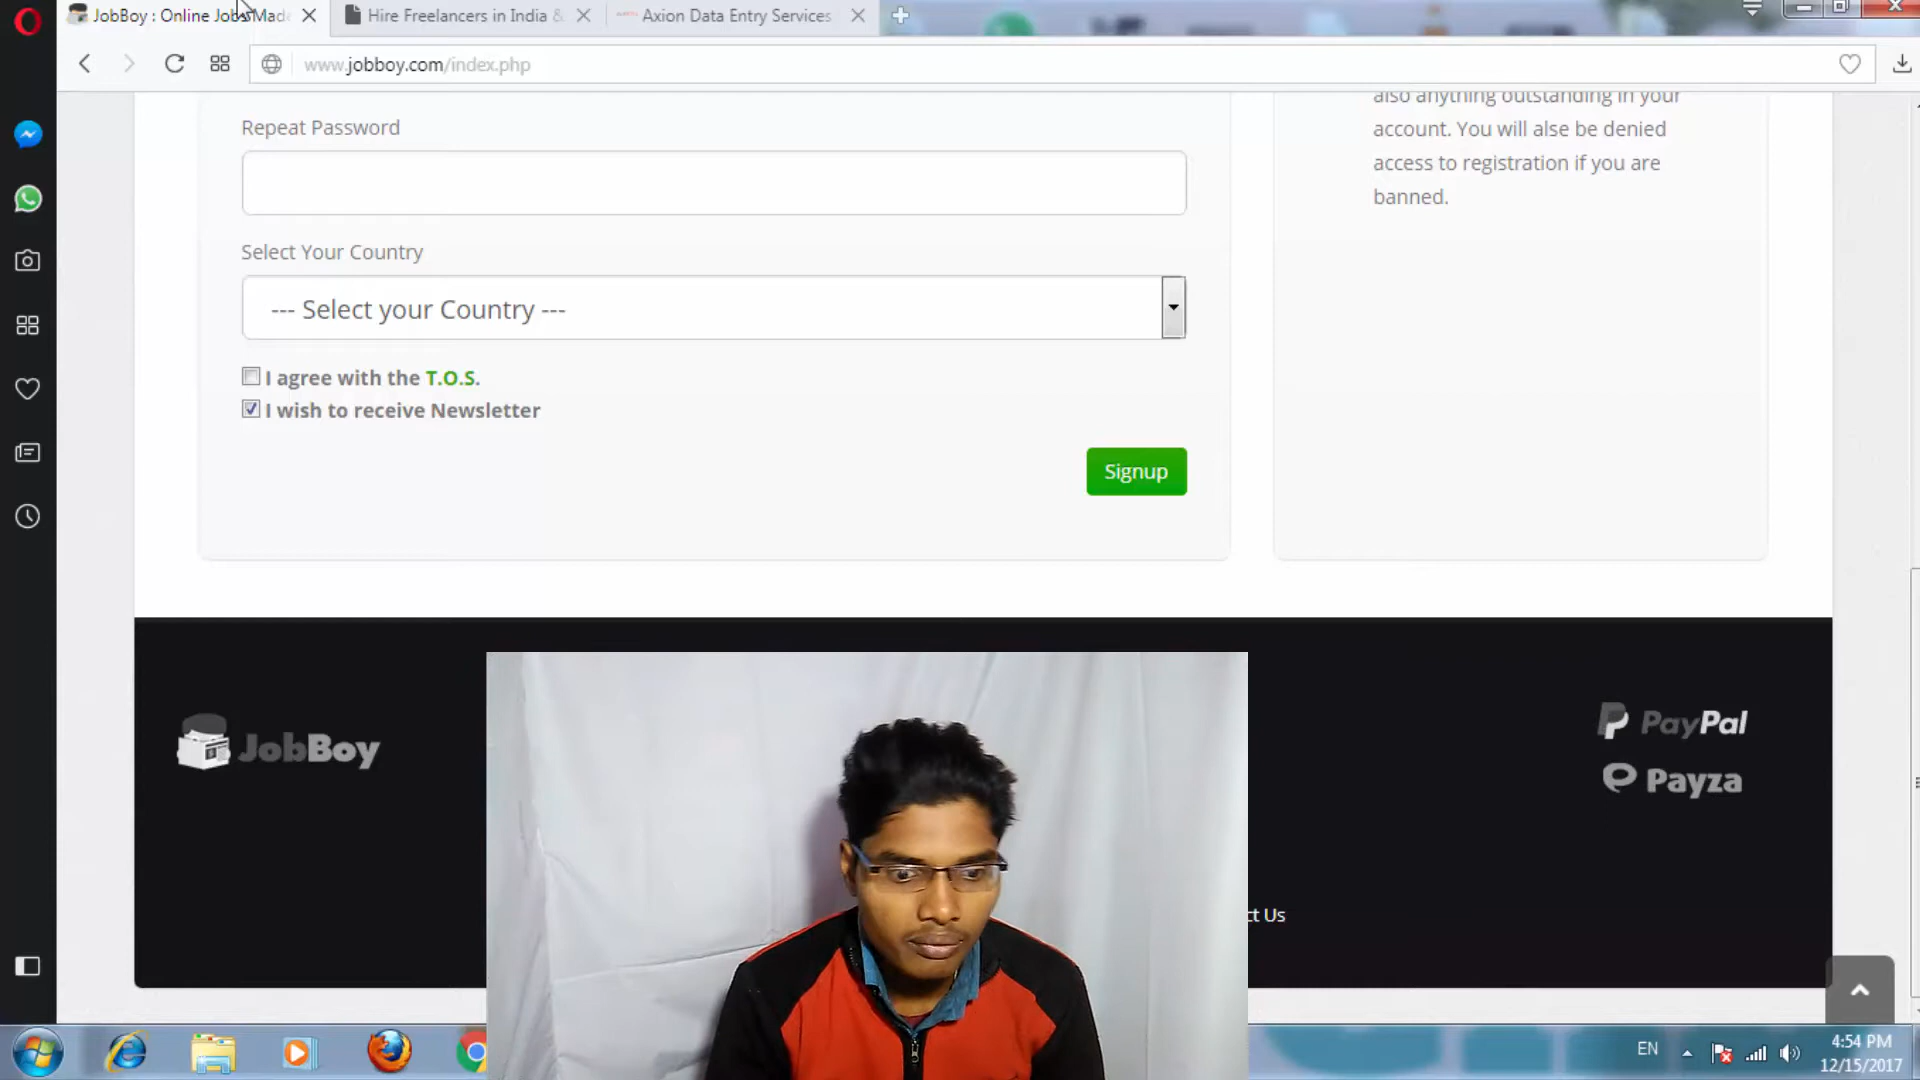 JobBoy : Online Jobs Made
Hire Freelancers in India &
Axion Data Entry Services
www.jobboy.com/index.php
also anything outstanding in your
account. You will alse be denied
access to registration if you are
banned.
Repeat Password
Select Your Country
--- Select your Country ---
I agree with the T.O.S.
I wish to receive Newsletter
Signup
JobBoy
PayPal
Payza
ct Us
EN
4:54 PM
12/15/2017